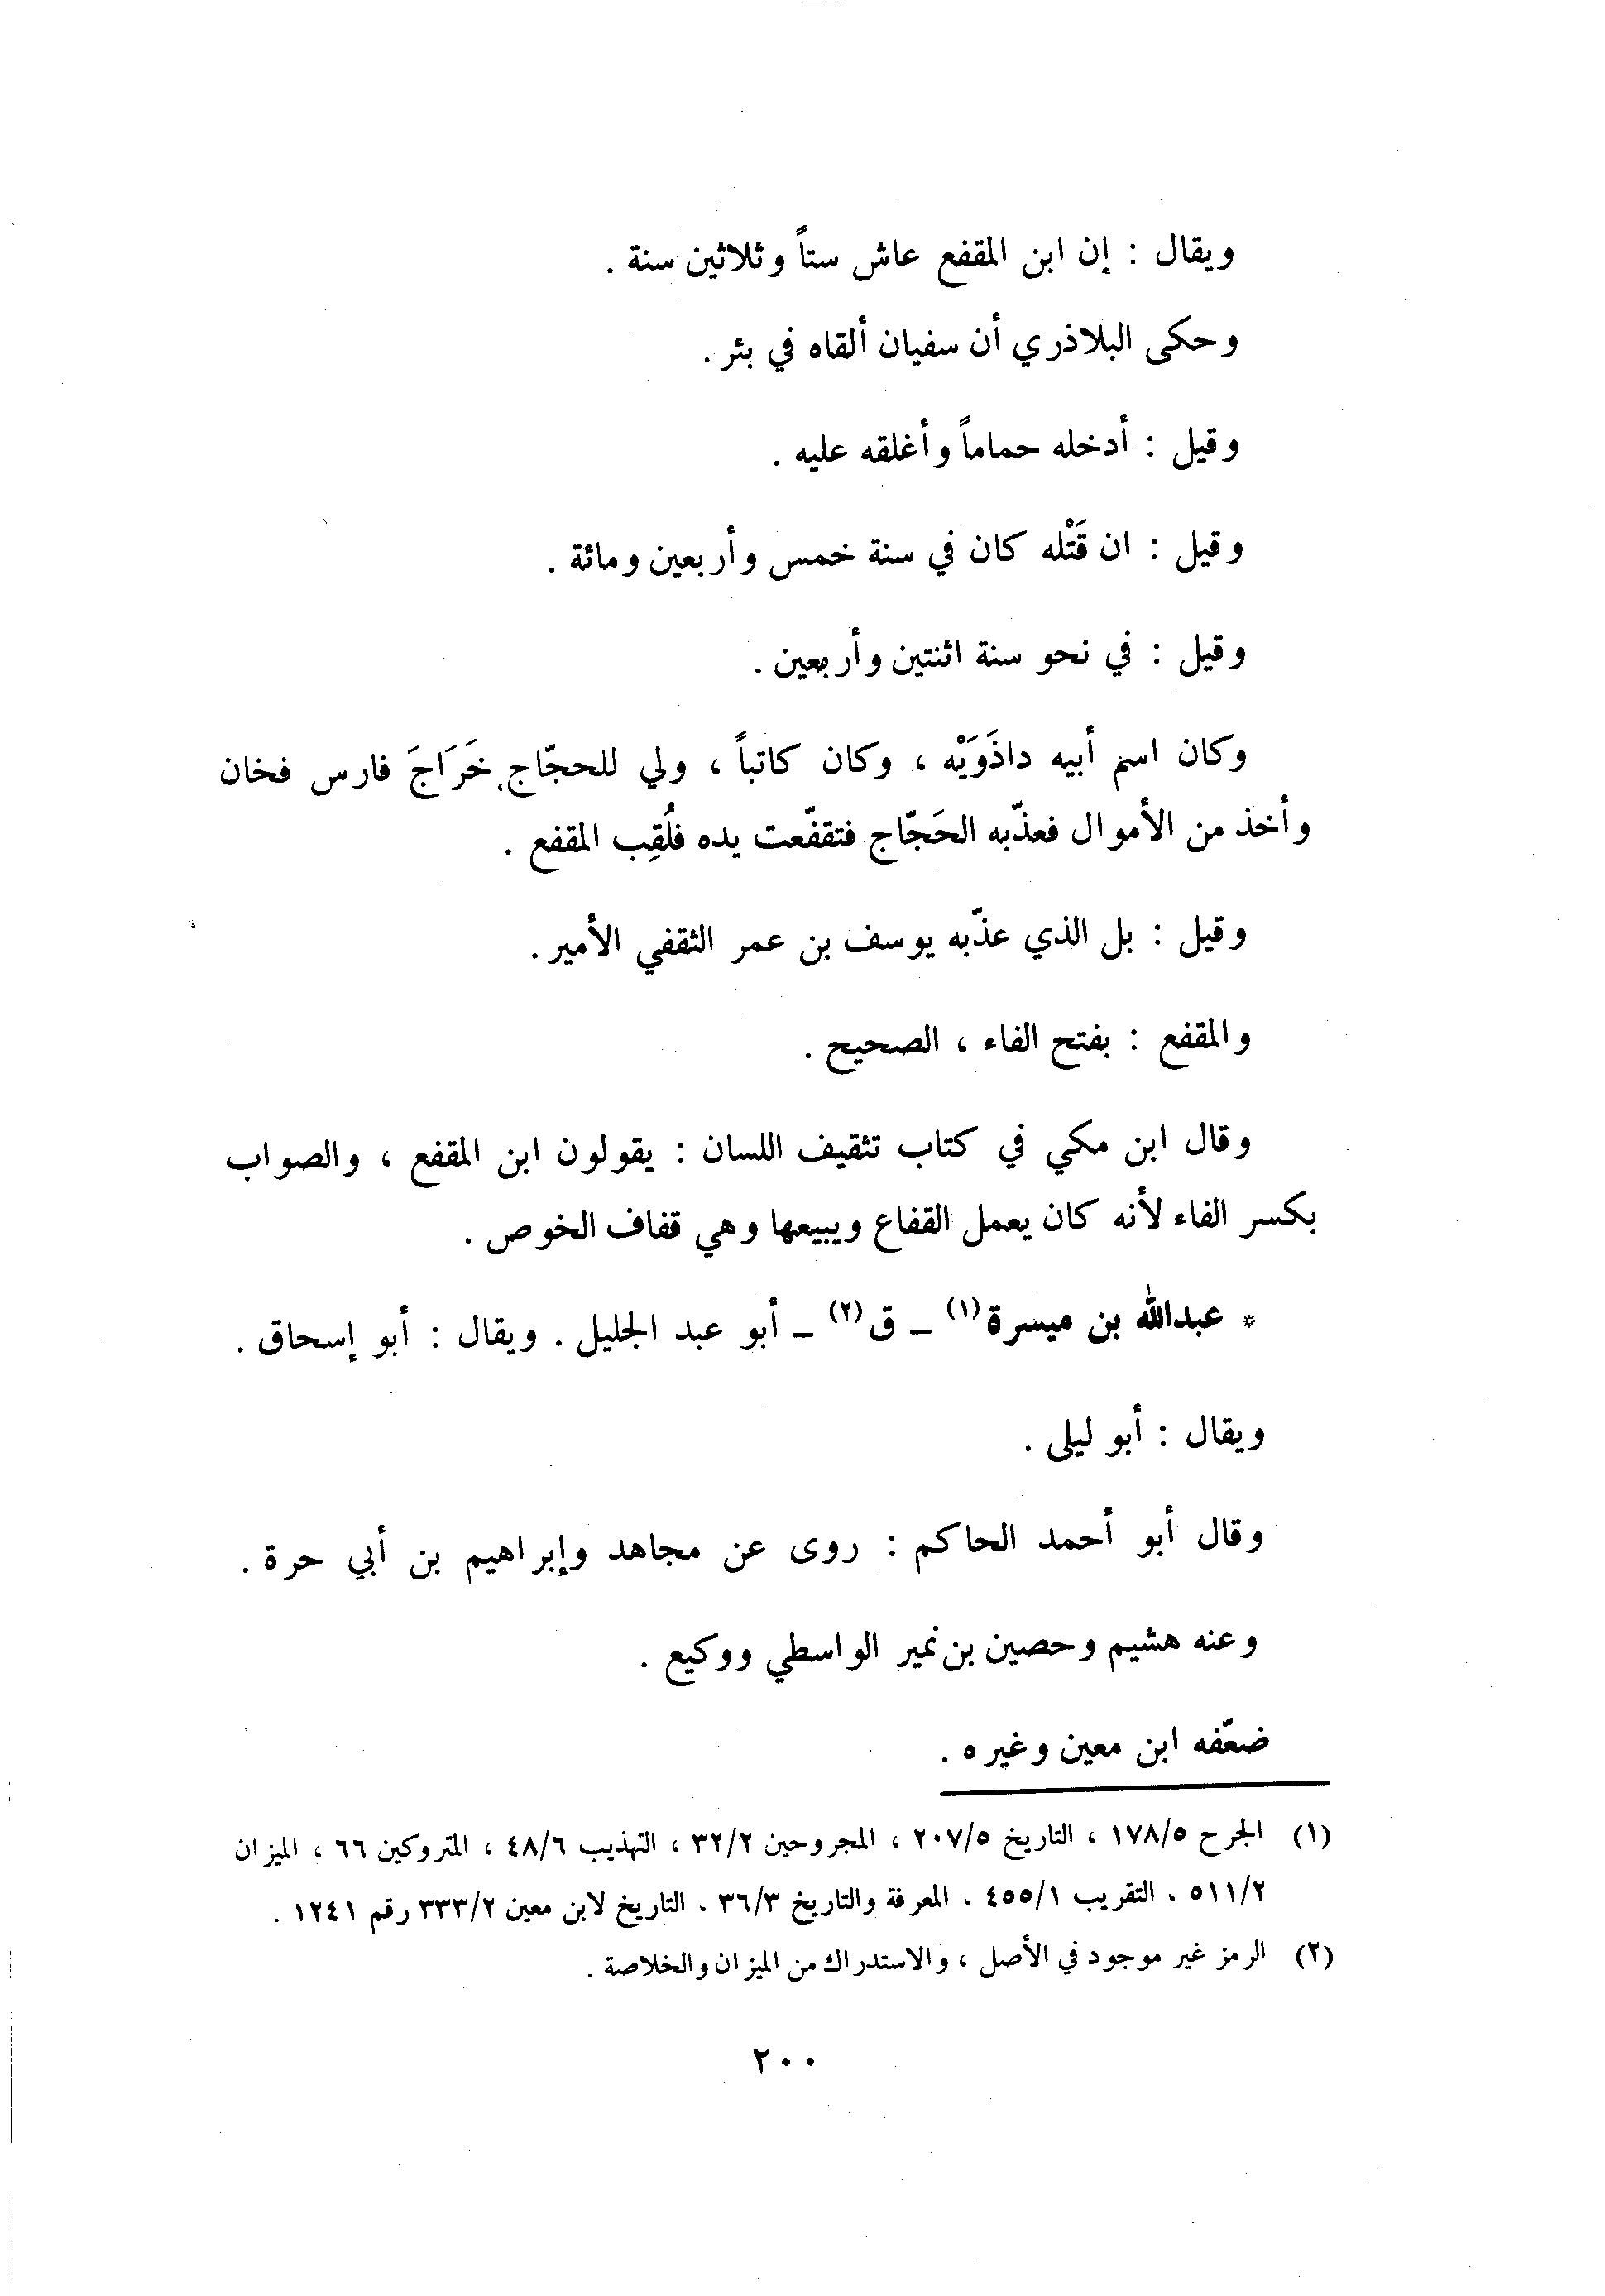 ويقال : إن ابن المقفع عاش ستاً وثلاثين سنة .
وحكى البلاذري أن سفيان ألقاه في بئر .
وقيل : أدخله حماماً وأغلقه عليه .
وقيل : ان قَتْله كان في سنة خمس وأربعين ومائة .
وقيل : في نحو سنة اثنتين وأربعين .
وكان اسم أبيه داذَوَيْه ، وكان كاتباً ، ولي للحجّاج خَرَاجَ فارس فخان
وأخذ من الأموال فعذّبه الحَجّاج فتقفّعت يده فلُقِب المقفع .
وقيل : بل الذي عذّبه يوسف بن عمر الثقفي الأمير .
والمقفع : بفتح الفاء ، الصحيح .
وقال ابن مكي في كتاب تثقيف اللسان : يقولون ابن المقفع ، والصواب
بكسر الفاء لأنه كان يعمل القفاع ويبيعها وهي قفاف الخوص .
* عبدالله بن ميسرة (١) ـ ق (٢) ـ أبو عبد الجليل . ويقال : أبو إسحاق .
ويقال : أبو ليلى .
وقال أبو أحمد الحاكم : روى عن مجاهد وإبراهيم بن أبي حرة .
وعنه هشيم وحصين بن نمير الواسطي ووكيع .
ضعّفه ابن معين وغيره .
(١) الجرح ١٧٨/٥ ، التاريخ ٢٠٧/٥ ، المجروحين ٣٢/٢ ، التهذيب ٤٨/٦ ، المتروكين ٦٦ ، الميزان
٥١١/٢ . التقريب ٤٥٥/١ . المعرفة والتاريخ ٣٦/٣ . التاريخ لابن معين ٣٣٣/٢ رقم ١٢٤١ .
(٢) الرمز غير موجود في الأصل ، والاستدراك من الميزان والخلاصة .
٢٠٠